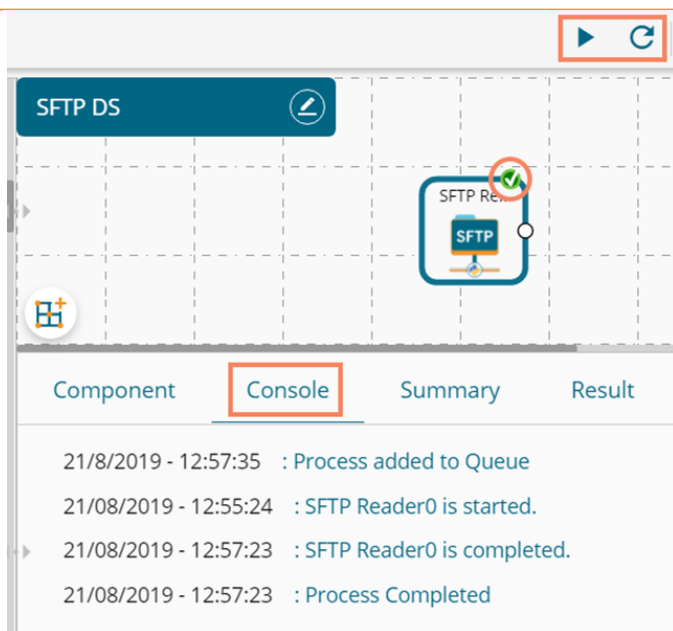 SFTP DS
SFTP Re...
SFTP
Component Console Summary Result
21/8/2019 - 12:57:35 : Process added to Queue
21/08/2019 - 12:55:24 : SFTP Reader0 is started.
21/08/2019 - 12:57:23 : SFTP Reader0 is completed.
21/08/2019 - 12:57:23 : Process Completed